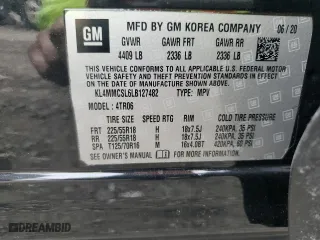 GM
MFD BY GM KOREA COMPANY 06/20
GVWR GAWR FRT GAWR RR
4409 LB 2336 LB 2336 LB
THIS VEHICLE CONFORMS TO ALL APPLICABLE U.S. FEDERAL MOTOR
VEHICLE SAFETY AND THEFT PREVENTION STANDARDS IN EFFECT ON
THE DATE OF MANUFACTURE SHOWN ABOVE.
KL4MMCSL6LB127482 TYPE: MPV
MODEL: 4TR06
TIRE SIZE SPEED RTG RIM COLD TIRE PRESSURE
FRT 225/55R18 H 18x7.5J 240KPA, 35 PSI
RR 225/55R18 H 18x7.5J 240KPA, 35 PSI
SPA T125/70R16 M 16x4.0BT 420KPA, 60 PSI
SEE OWNER'S MANUAL
DREAMBID